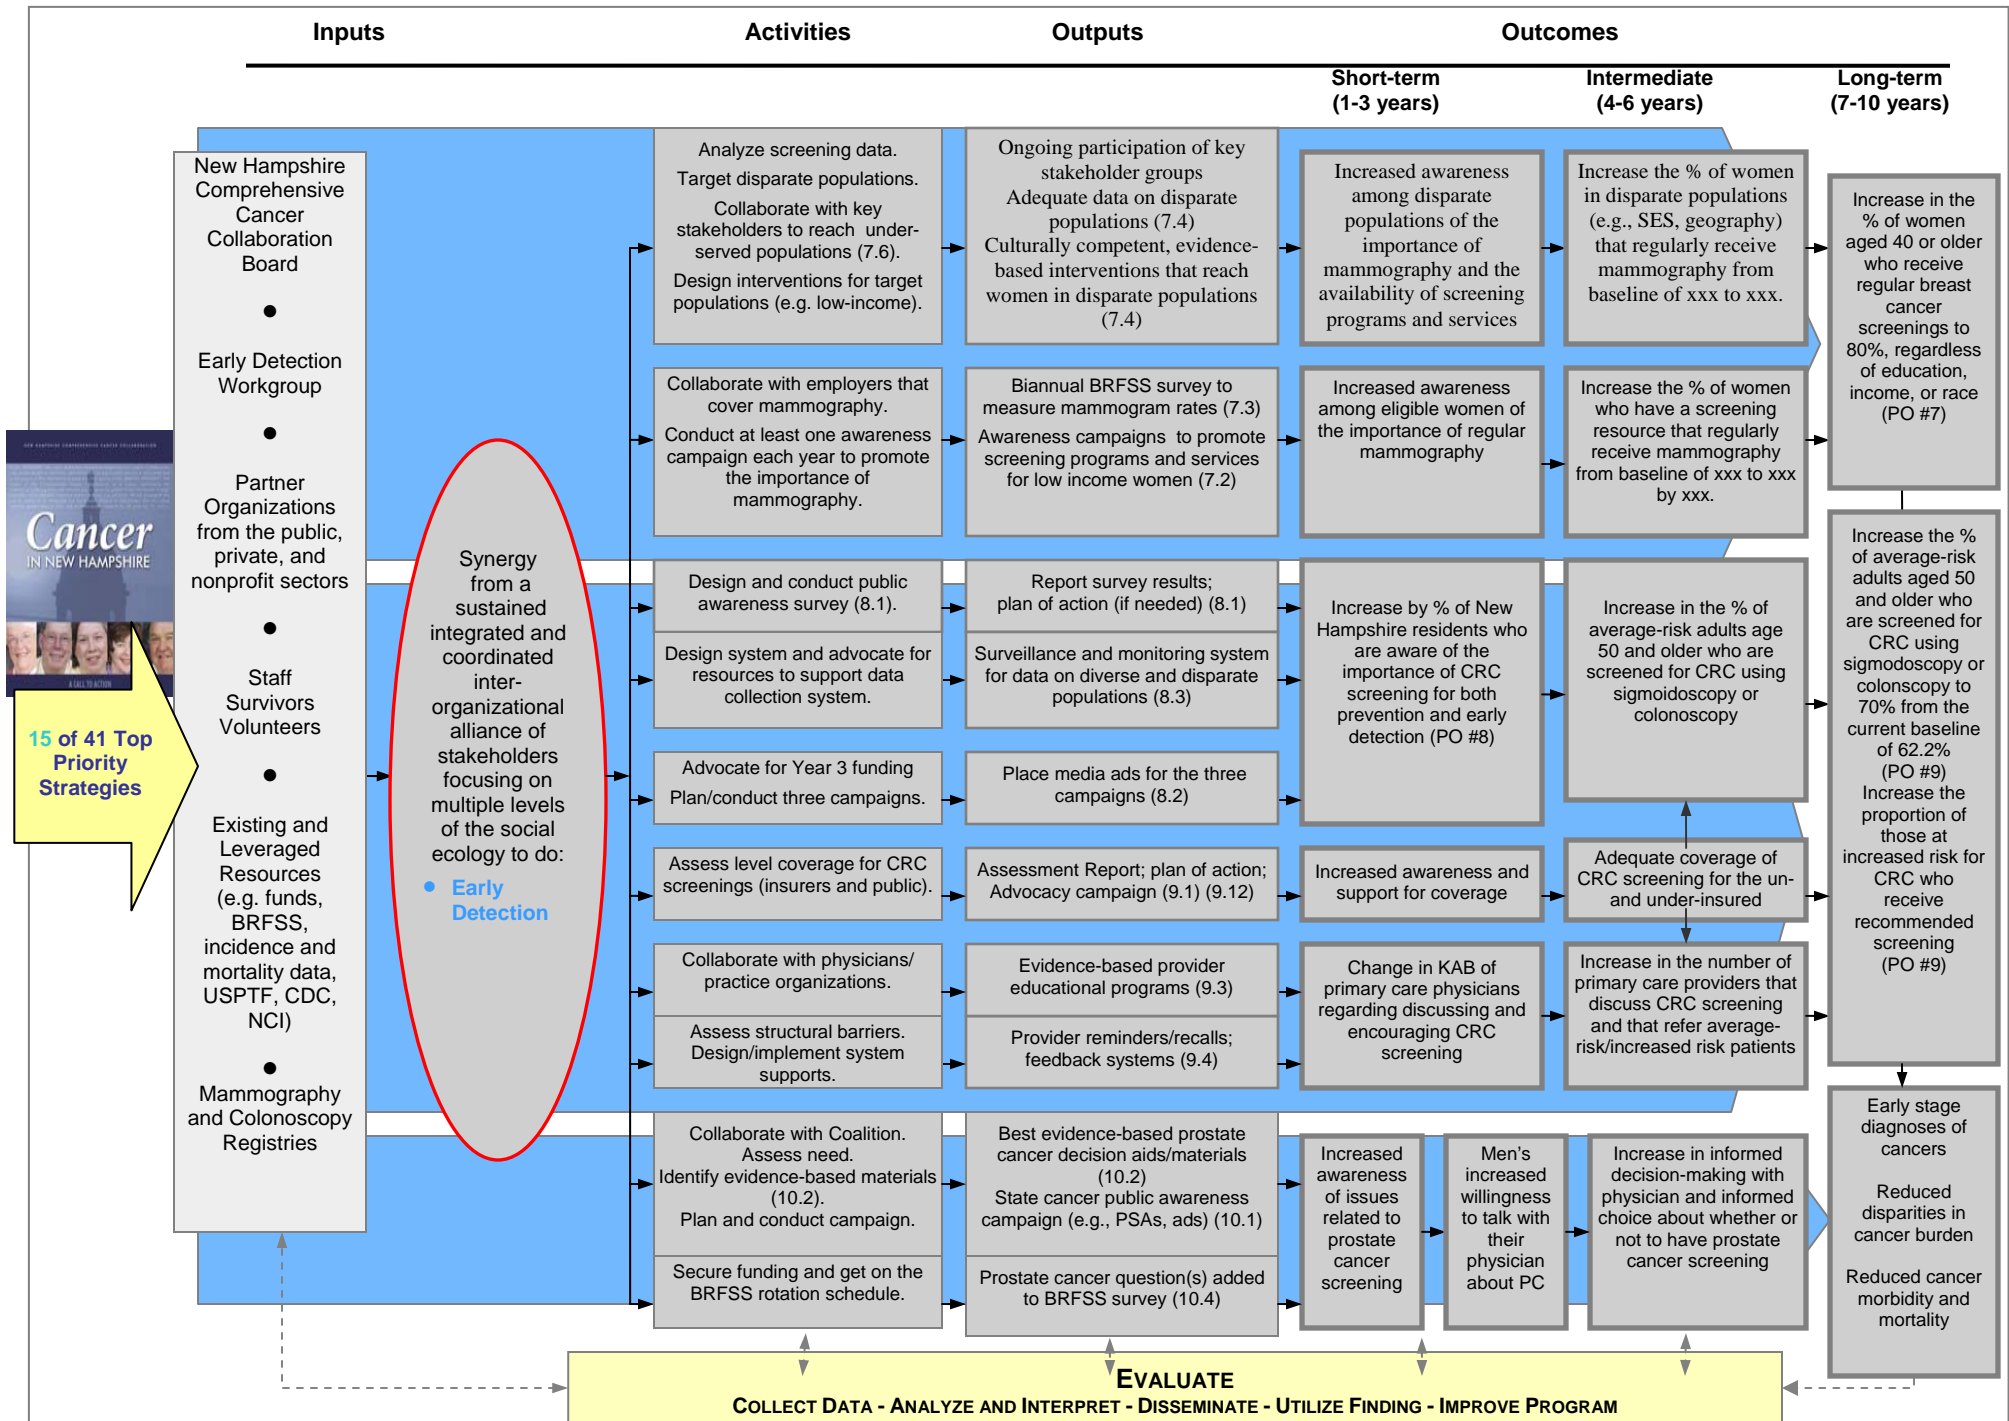 Inputs
Activities
Outputs
Outcomes
Short-term
(1-3 years)
Intermediate
(4-6 years)
Long-term
(7-10 years)
NEW HAMPSHIRE COMPREHENSIVE CANCER COLLABORATION
Cancer
IN NEW HAMPSHIRE
A CALL TO ACTION
15 of 41 Top
Priority
Strategies
New Hampshire
Comprehensive
Cancer
Collaboration
Board
●
Early Detection
Workgroup
●
Partner
Organizations
from the public,
private, and
nonprofit sectors
●
Staff
Survivors
Volunteers
●
Existing and
Leveraged
Resources
(e.g. funds,
BRFSS,
incidence and
mortality data,
USPTF, CDC,
NCI)
●
Mammography
and Colonoscopy
Registries
Synergy
from a
sustained
integrated and
coordinated
inter-
organizational
alliance of
stakeholders
focusing on
multiple levels
of the social
ecology to do:
● Early
Detection
Analyze screening data.
Target disparate populations.
Collaborate with key
stakeholders to reach under-
served populations (7.6).
Design interventions for target
populations (e.g. low-income).
Ongoing participation of key
stakeholder groups
Adequate data on disparate
populations (7.4)
Culturally competent, evidence-
based interventions that reach
women in disparate populations
(7.4)
Increased awareness
among disparate
populations of the
importance of
mammography and the
availability of screening
programs and services
Increase the % of women
in disparate populations
(e.g., SES, geography)
that regularly receive
mammography from
baseline of xxx to xxx.
Increase in the
% of women
aged 40 or older
who receive
regular breast
cancer
screenings to
80%, regardless
of education,
income, or race
(PO #7)
Collaborate with employers that
cover mammography.
Conduct at least one awareness
campaign each year to promote
the importance of
mammography.
Biannual BRFSS survey to
measure mammogram rates (7.3)
Awareness campaigns to promote
screening programs and services
for low income women (7.2)
Increased awareness
among eligible women of
the importance of regular
mammography
Increase the % of women
who have a screening
resource that regularly
receive mammography
from baseline of xxx to xxx
by xxx.
Design and conduct public
awareness survey (8.1).
Report survey results;
plan of action (if needed) (8.1)
Design system and advocate for
resources to support data
collection system.
Surveillance and monitoring system
for data on diverse and disparate
populations (8.3)
Advocate for Year 3 funding
Plan/conduct three campaigns.
Place media ads for the three
campaigns (8.2)
Increase by % of New
Hampshire residents who
are aware of the
importance of CRC
screening for both
prevention and early
detection (PO #8)
Increase in the % of
average-risk adults age
50 and older who are
screened for CRC using
sigmoidoscopy or
colonoscopy
Increase the %
of average-risk
adults aged 50
and older who
are screened for
CRC using
sigmodoscopy or
colonscopy to
70% from the
current baseline
of 62.2%
(PO #9)
Increase the
proportion of
those at
increased risk for
CRC who
receive
recommended
screening
(PO #9)
Assess level coverage for CRC
screenings (insurers and public).
Assessment Report; plan of action;
Advocacy campaign (9.1) (9.12)
Increased awareness and
support for coverage
Adequate coverage of
CRC screening for the un-
and under-insured
Collaborate with physicians/
practice organizations.
Evidence-based provider
educational programs (9.3)
Assess structural barriers.
Design/implement system
supports.
Provider reminders/recalls;
feedback systems (9.4)
Change in KAB of
primary care physicians
regarding discussing and
encouraging CRC
screening
Increase in the number of
primary care providers that
discuss CRC screening
and that refer average-
risk/increased risk patients
Collaborate with Coalition.
Assess need.
Identify evidence-based materials
(10.2).
Plan and conduct campaign.
Best evidence-based prostate
cancer decision aids/materials
(10.2)
State cancer public awareness
campaign (e.g., PSAs, ads) (10.1)
Secure funding and get on the
BRFSS rotation schedule.
Prostate cancer question(s) added
to BRFSS survey (10.4)
Increased
awareness
of issues
related to
prostate
cancer
screening
Men's
increased
willingness
to talk with
their
physician
about PC
Increase in informed
decision-making with
physician and informed
choice about whether or
not to have prostate
cancer screening
Early stage
diagnoses of
cancers
Reduced
disparities in
cancer burden
Reduced cancer
morbidity and
mortality
EVALUATE
COLLECT DATA - ANALYZE AND INTERPRET - DISSEMINATE - UTILIZE FINDING - IMPROVE PROGRAM